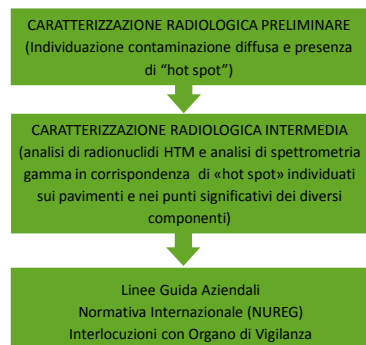 CARATTERIZZAZIONE RADIOLOGICA PRELIMINARE
(Individuazione contaminazione diffusa e presenza
di “hot spot”)
CARATTERIZZAZIONE RADIOLOGICA INTERMEDIA
(analisi di radionuclidi HTM e analisi di spettrometria
gamma in corrispondenza di «hot spot» individuati
sui pavimenti e nei punti significativi dei diversi
componenti)
Linee Guida Aziendali
Normativa Internazionale (NUREG)
Interlocuzioni con Organo di Vigilanza